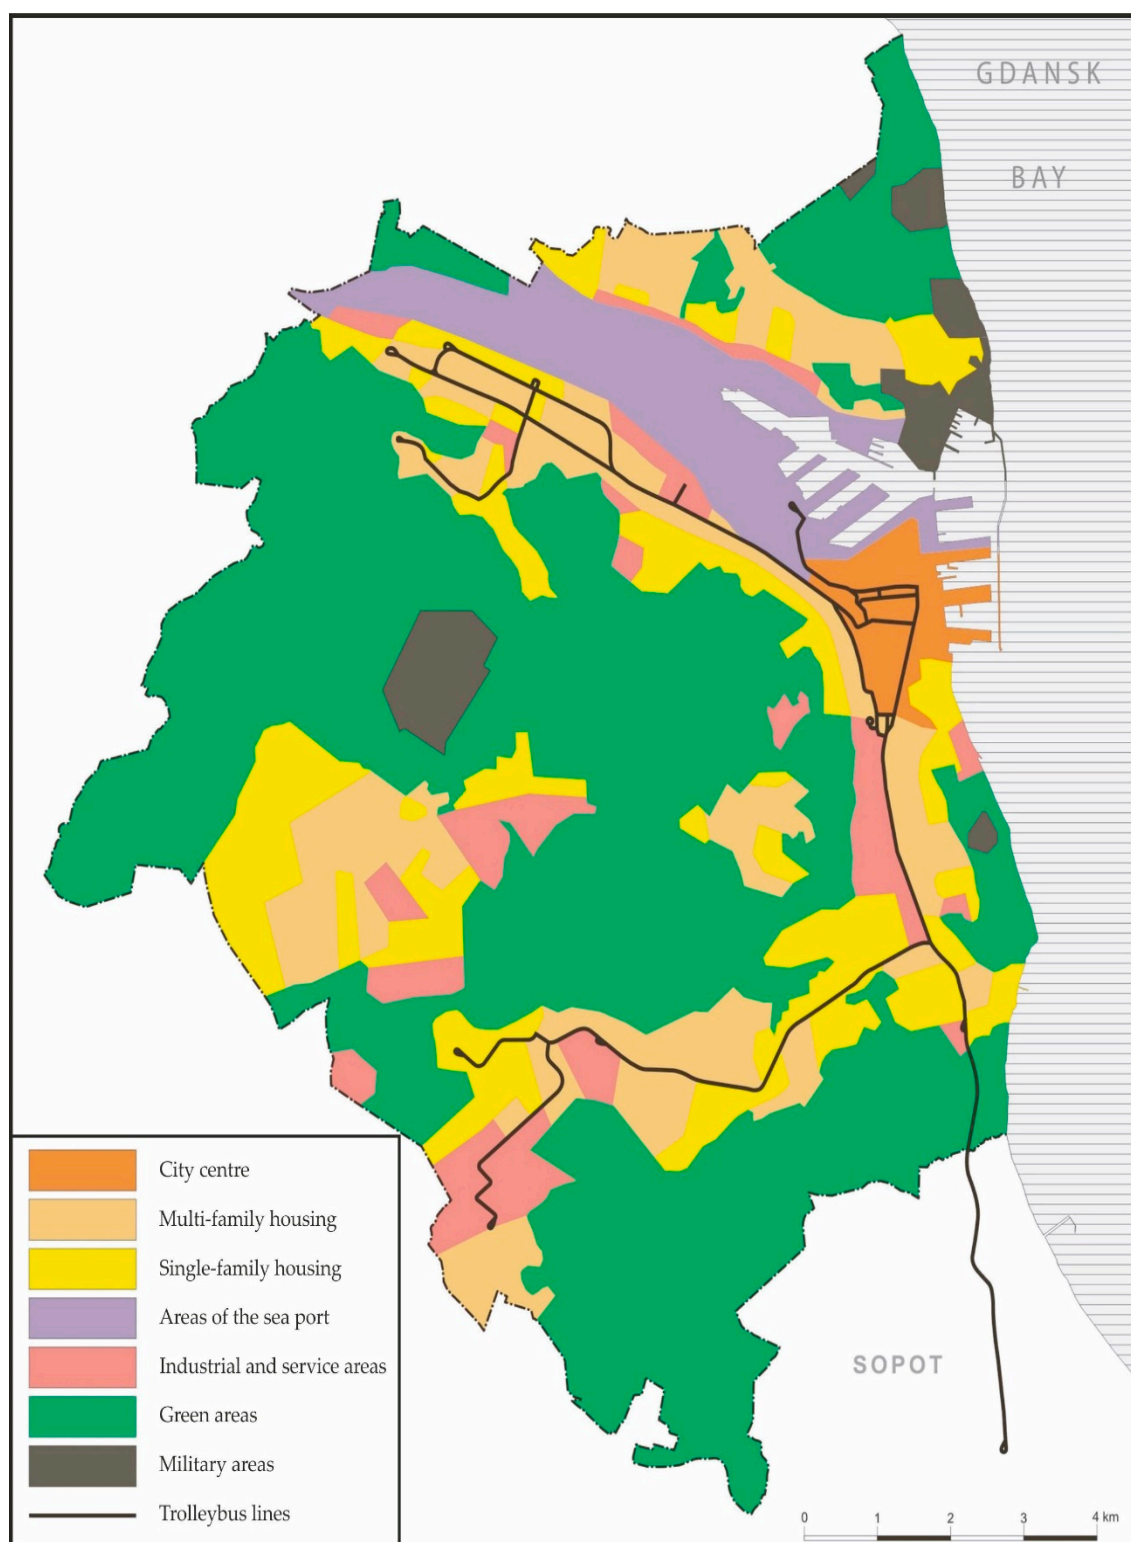 GDANSK
BAY
City centre
Multi-family housing
Single-family housing
Areas of the sea port
Industrial and service areas
Green areas
Military areas
Trolleybus lines
SOPOT
0 1 2 3 4 km